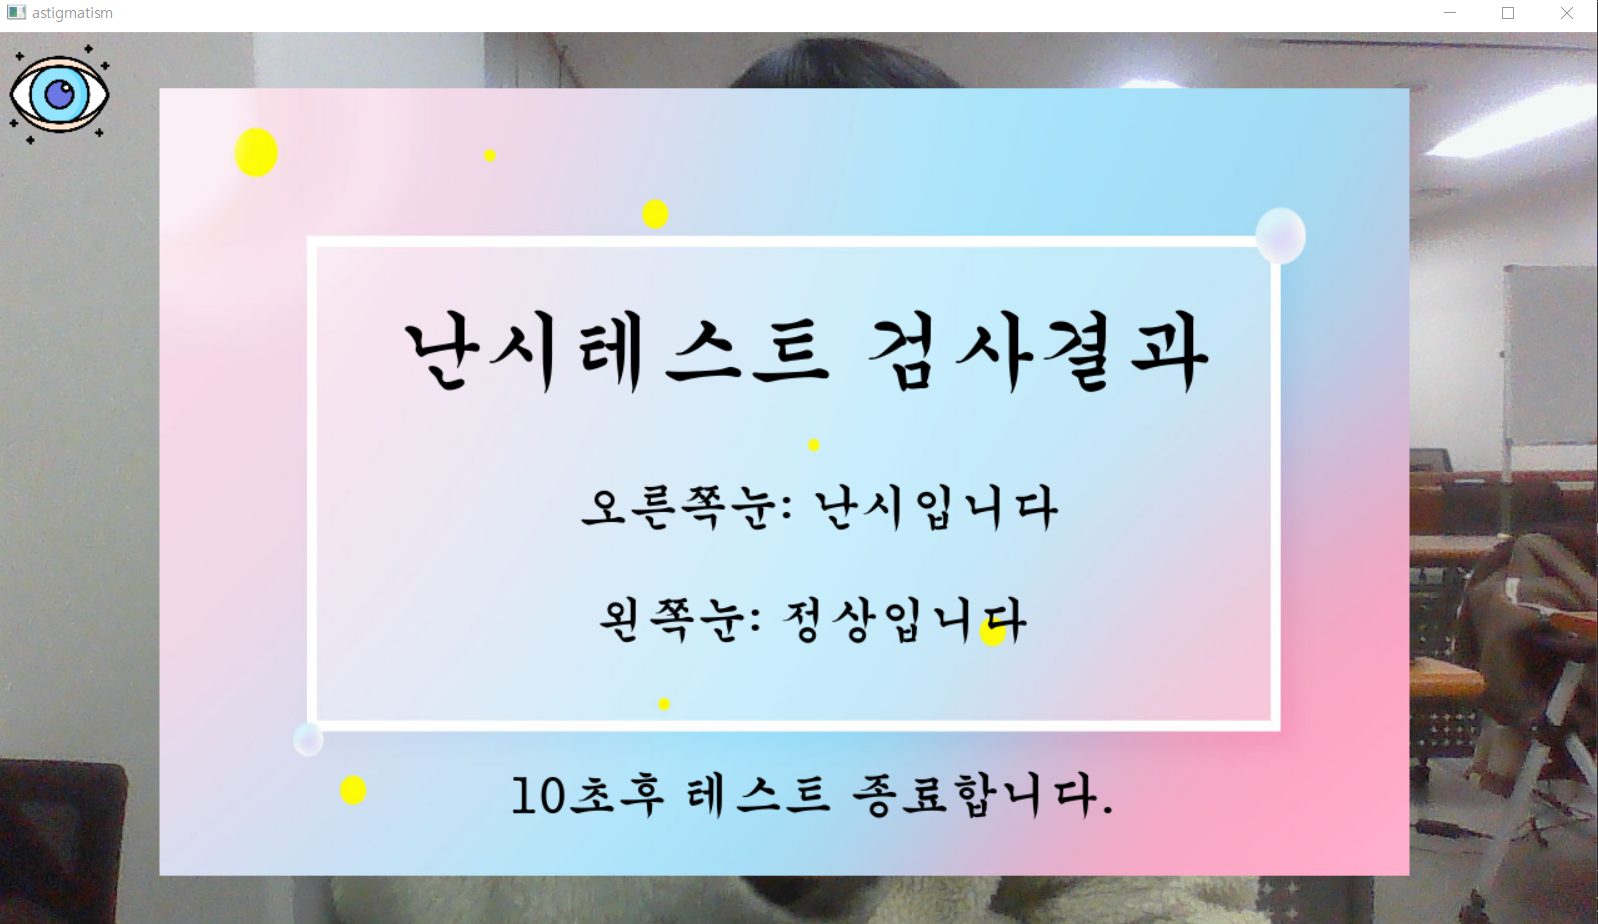 astigmatism
난시테스트 검사결과
오른쪽눈: 난시입니다
왼쪽눈: 정상입니다
10초후 테스트 종료합니다.